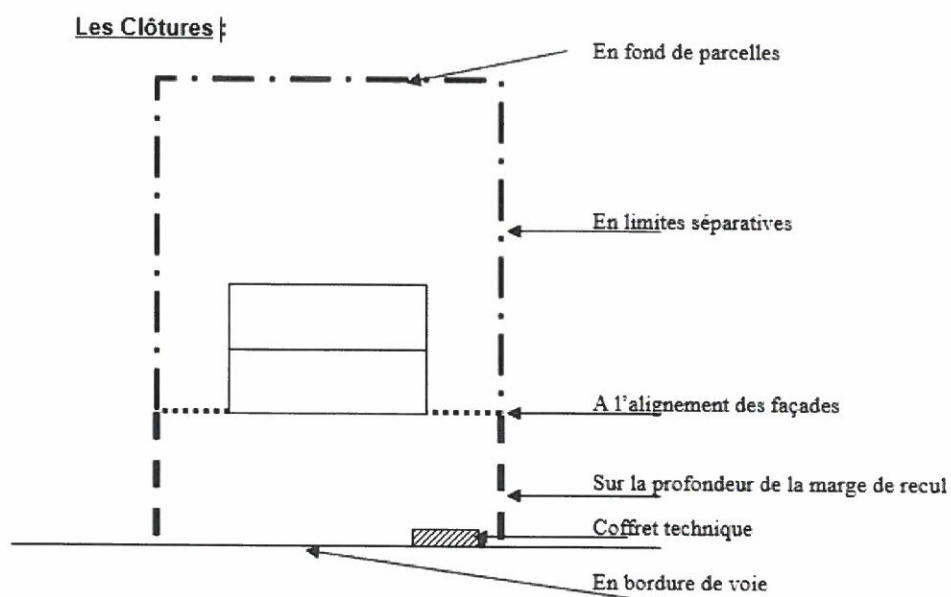 Les Clôtures :
En fond de parcelles
En limites séparatives
A l'alignement des façades
Sur la profondeur de la marge de recul
Coffret technique
En bordure de voie